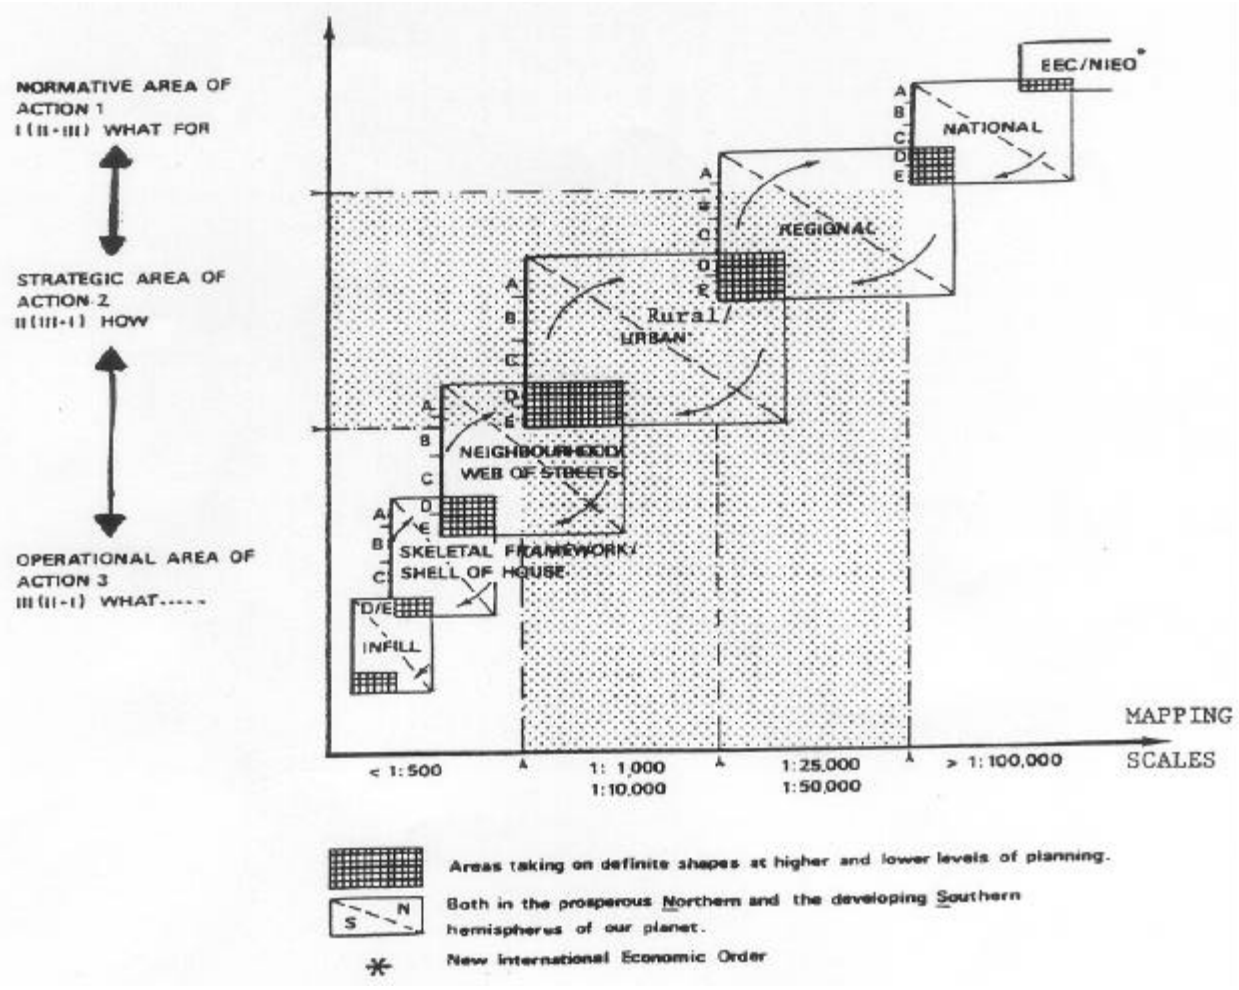 NORMATIVE AREA OF
ACTION 1
I(II-III) WHAT FOR
STRATEGIC AREA OF
ACTION 2
II(III-I) HOW
OPERATIONAL AREA OF
ACTION 3
III(II-I) WHAT-----
EEC/NIEO*
A
B
C
D
E
NATIONAL
A
B
C
D
E
REGIONAL
A
B
C
D
E
Rural/
URBAN
A
B
C
D
E
NEIGHBOURHOOD/
WEB OF STREETS
A
B
C
D/E
SKELETAL FRAMEWORK/
SHELL OF HOUSE
INFILL
MAPPING
SCALES
< 1:500
1: 1,000
1:10,000
1:25,000
1:50,000
> 1:100,000
Areas taking on definite shapes at higher and lower levels of planning.
S N
Both in the prosperous Northern and the developing Southern
hemispherus of our planet.
* New International Economic Order